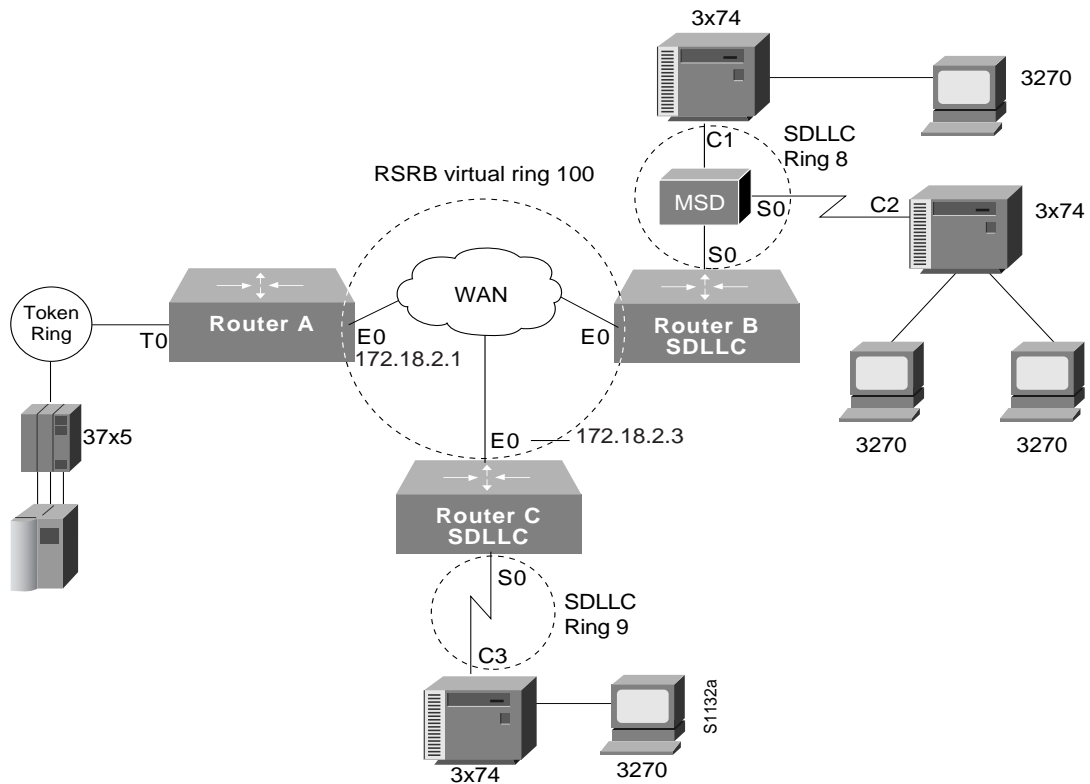 3x74
3270
SDLLC
Ring 8
C1
RSRB virtual ring 100
MSD
S0
C2
3x74
S0
WAN
Token
Ring
T0
Router A
E0
172.18.2.1
E0
Router B
SDLLC
3270
3270
37x5
E0
172.18.2.3
Router C
SDLLC
S0
SDLLC
Ring 9
C3
S1132a
3x74
3270